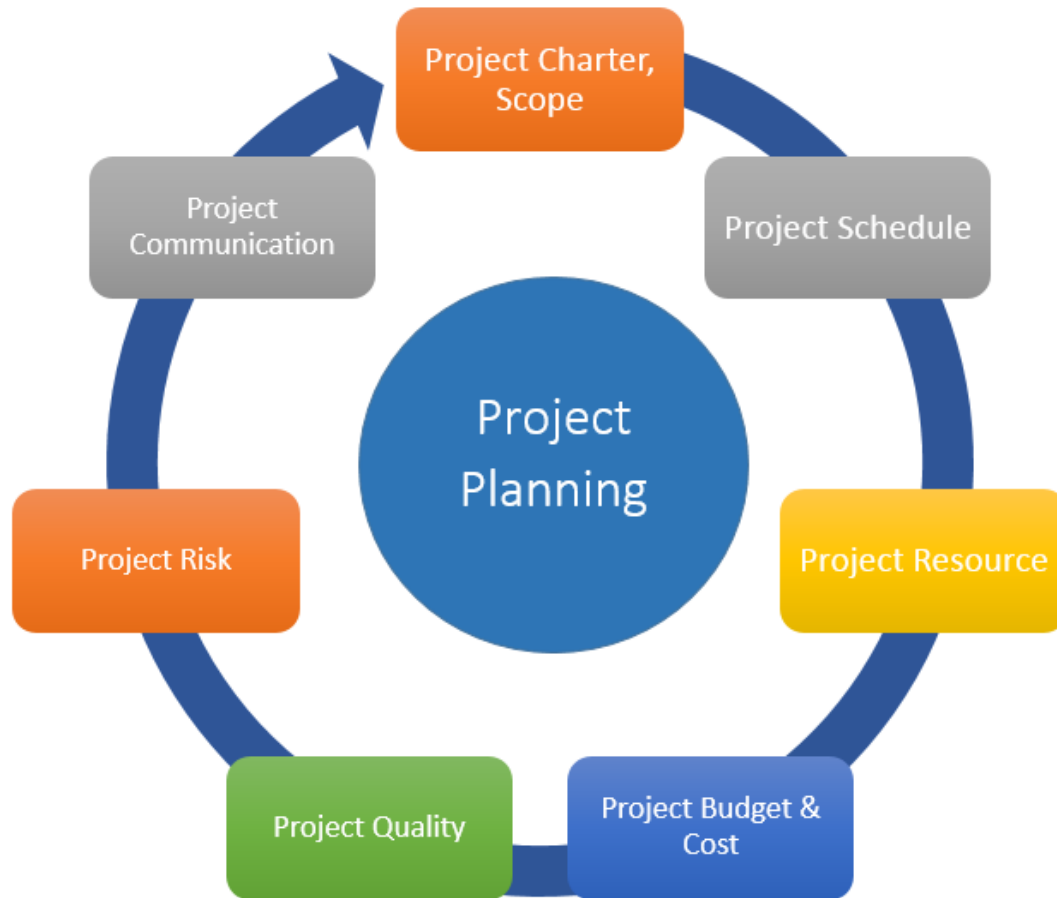 Project Charter,
Scope
Project Schedule
Project Resource
Project Budget &
Cost
Project Quality
Project Risk
Project
Communication
Project
Planning